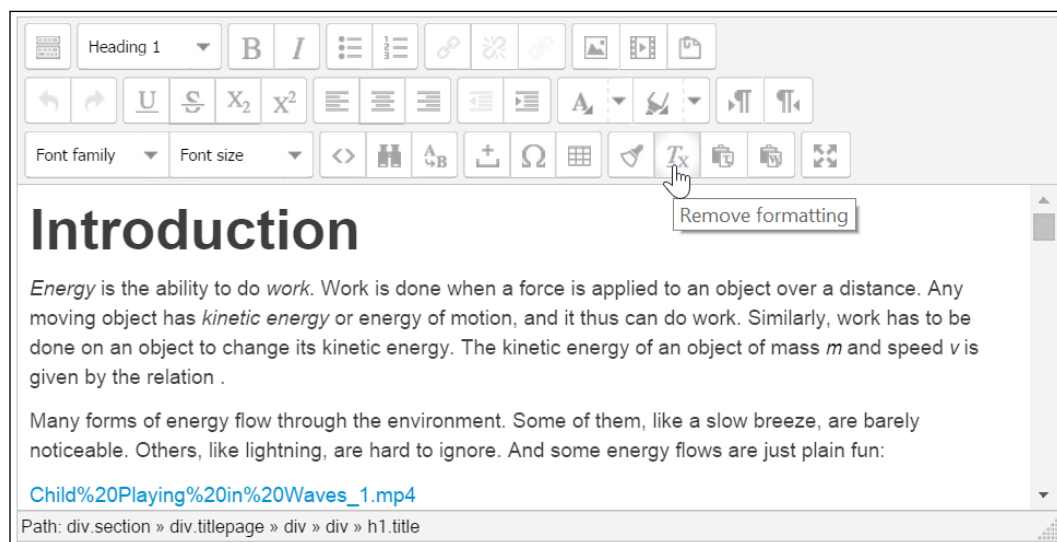 Heading 1 B I
U S X2 X2 A ¶ ¶
Font family Font size <> A B Ω Tx T W
Remove formatting
Introduction
Energy is the ability to do work. Work is done when a force is applied to an object over a distance. Any
moving object has kinetic energy or energy of motion, and it thus can do work. Similarly, work has to be
done on an object to change its kinetic energy. The kinetic energy of an object of mass m and speed v is
given by the relation .
Many forms of energy flow through the environment. Some of them, like a slow breeze, are barely
noticeable. Others, like lightning, are hard to ignore. And some energy flows are just plain fun:
Child%20Playing%20in%20Waves_1.mp4
Path: div.section » div.titlepage » div » div » h1.title